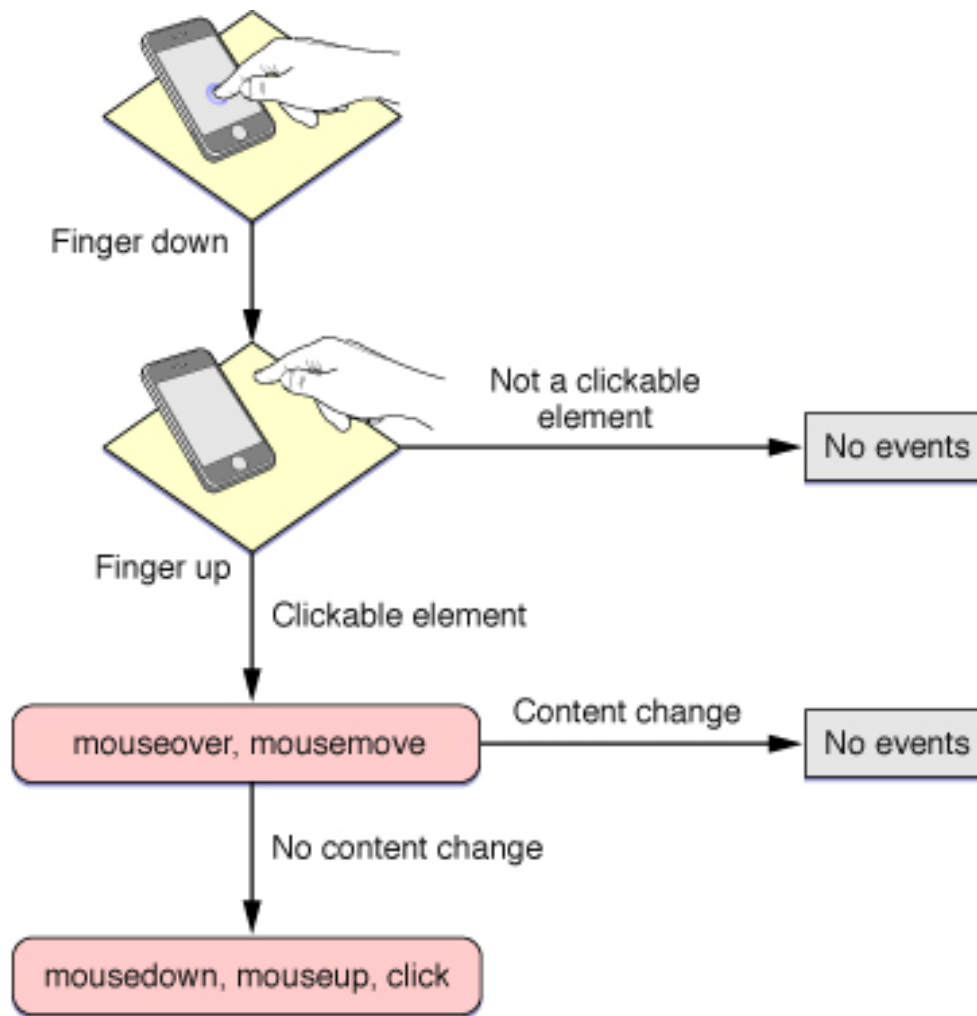 Finger down
Not a clickable
element
No events
Finger up
Clickable element
Content change
mouseover, mousemove
No events
No content change
mousedown, mouseup, click